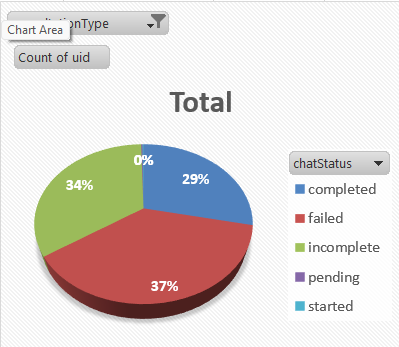 Chart Area
Count of uid
Total
0%
29%
34%
37%
chatStatus
completed
failed
incomplete
pending
started